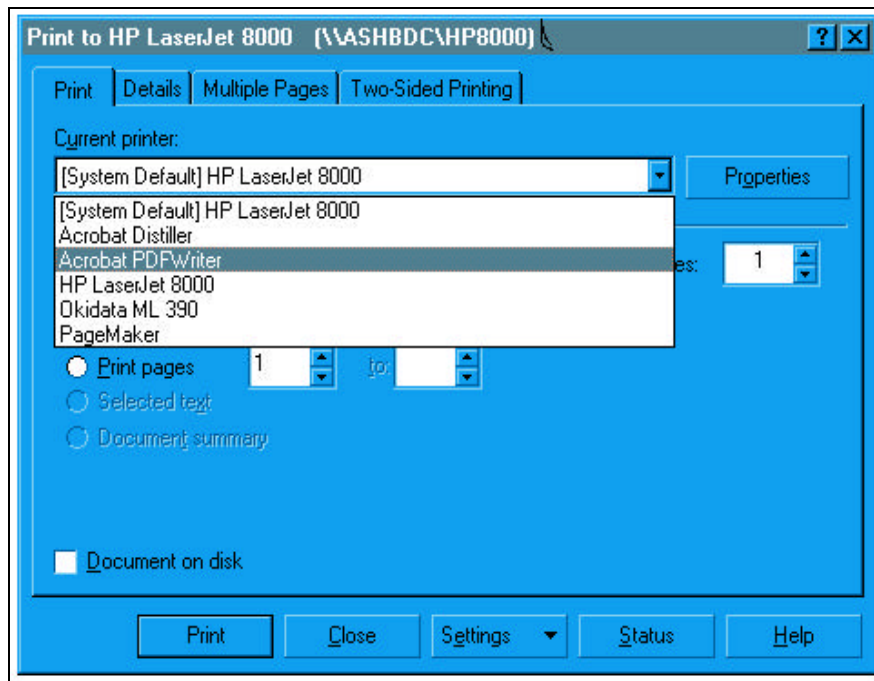 Print to HP LaserJet 8000 (\\ASHBDC\HP8000)
Print Details Multiple Pages Two-Sided Printing
Current printer:
[System Default] HP LaserJet 8000 Properties
[System Default] HP LaserJet 8000
Acrobat Distiller
Acrobat PDFWriter
es: 1
HP LaserJet 8000
Okidata ML 390
PageMaker
Print pages 1 to:
Selected text
Document summary
Document on disk
Print Close Settings Status Help